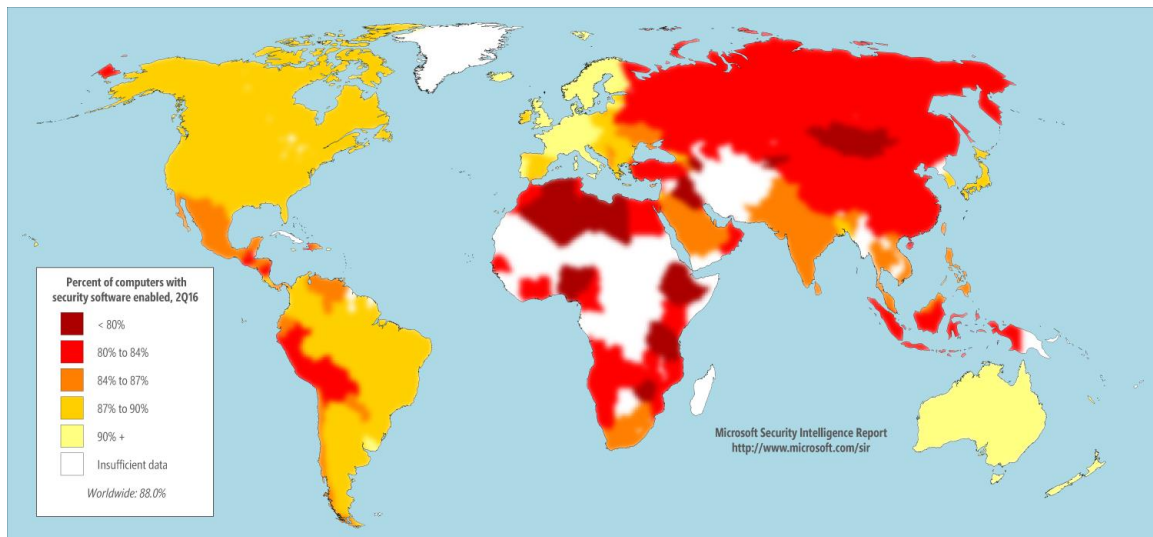 Percent of computers with
security software enabled, 2Q16
< 80%
80% to 84%
84% to 87%
87% to 90%
90% +
Insufficient data
Worldwide: 88.0%
Microsoft Security Intelligence Report
http://www.microsoft.com/sir